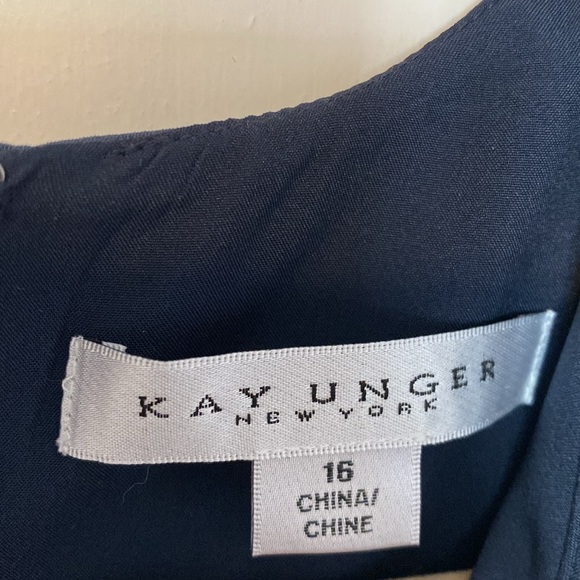 KAY UNGER
NEW YORK
16
CHINA/
CHINE